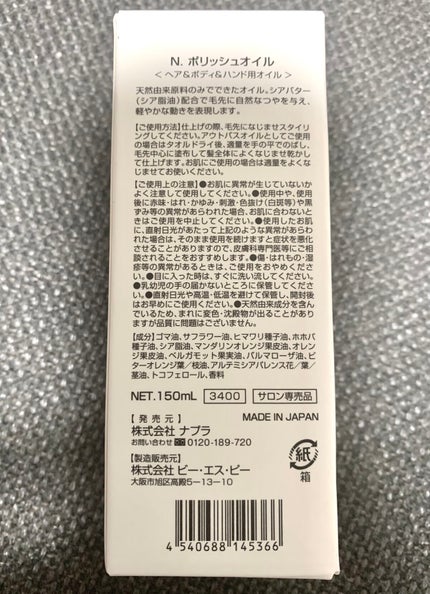 N. ポリッシュオイル
＜ヘア&ボディ&ハンド用オイル＞
天然由来原料のみでできたオイル。シアバター
(シア脂油)配合で毛先に自然なつやを与え、
軽やかな動きを表現します。
【ご使用方法】仕上げの際、毛先になじませスタイリ
ングしてください。アウトバスオイルとしてご使用
の場合はタオルドライ後、適量を手の平でのばし、
毛先中心に塗布して髪全体によくなじませ乾かし
て仕上げます。お肌にご使用の場合は適量をよくな
じませてお使いください。
【ご使用上の注意】●お肌に異常が生じていないか
よく注意して使用してください。●使用中や、使用
後に赤味・はれ・かゆみ・刺激・色抜け(白斑等)や黒
ずみ等の異常があらわれた場合、お肌に合わないと
きはご使用を中止してください。●使用したお肌
に、直射日光があたって上記のような異常があらわ
れた場合は、そのまま使用を続けますと症状を悪化
させることがありますので、皮膚科専門医等にご相
談されることをおすすめします。●傷・はれもの・湿
疹等の異常があるときは、ご使用をおやめくださ
い。●目に入った時は、すぐに洗い流してください。
●乳幼児の手の届かないところに保管してくださ
い。●直射日光や高温・低温を避けて保管し、開封後
はお早めにご使用ください。●天然由来成分を含ん
でいるため、まれに変色・沈殿物が出ることがあり
ますが品質に問題はございません。
【成分】ゴマ油、サフラワー油、ヒマワリ種子油、ホホバ
種子油、シア脂油、マンダリンオレンジ果皮油、オレン
ジ果皮油、ベルガモット果実油、パルマローザ油、ビ
ターオレンジ葉／枝油、アルテミシアパレンス花／葉／
茎油、トコフェロール、香料
NET.150mL 3400 サロン専売品
【発売元】 MADE IN JAPAN
株式会社 ナプラ
お問い合わせ 0120-189-720
紙
箱
【製造販売元】
株式会社 ビー・エス・ピー
大阪市旭区高殿5－13－10
4 540688 145366